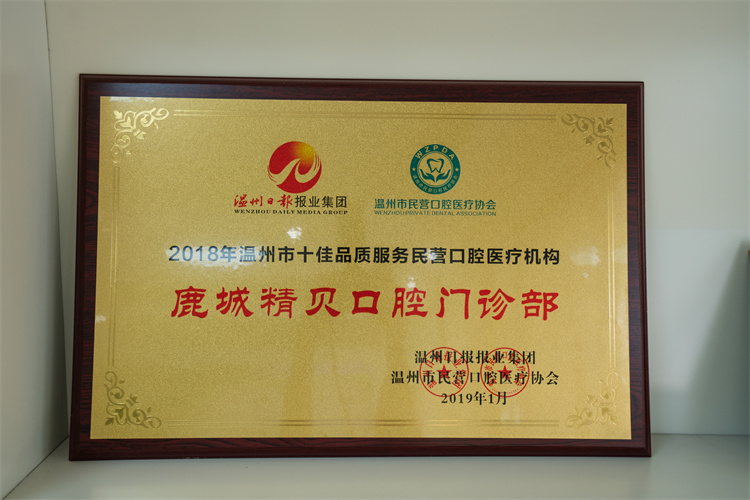 WZPDA
温州日报报业集团
WENZHOU DAILY MEDIA GROUP
温州市民营口腔医疗协会
WENZHOU PRIVATE DENTAL ASSOCIATION
2018年温州市十佳品质服务民营口腔医疗机构
鹿城精贝口腔门诊部
温州日报报业集团
温州市民营口腔医疗协会
2019年1月